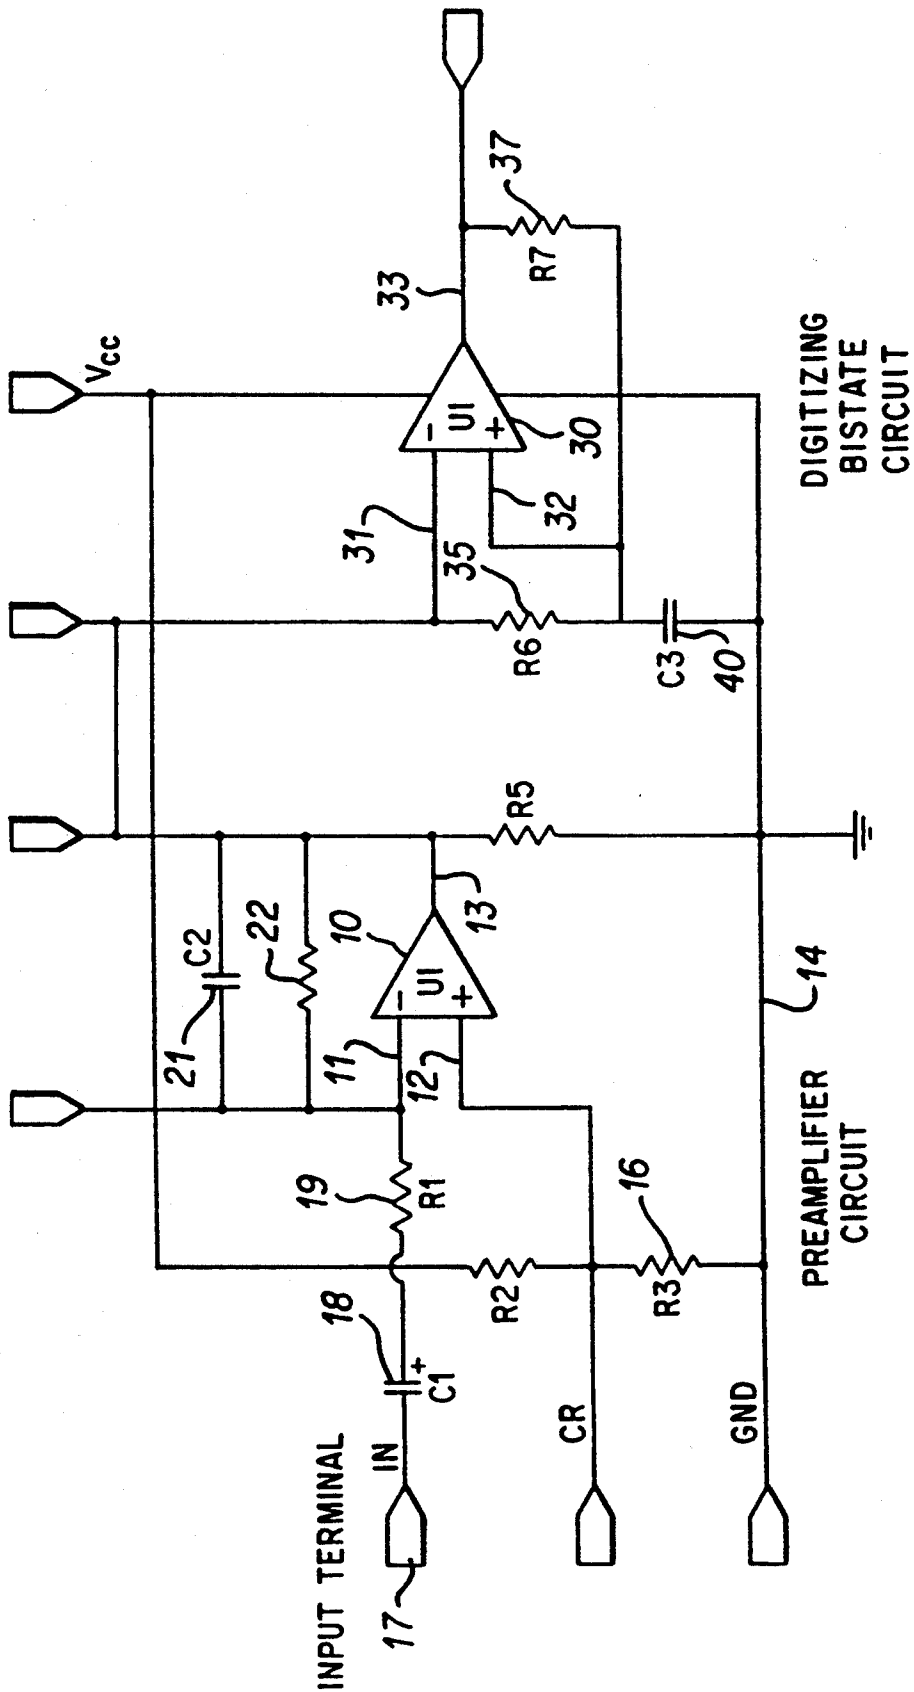 Vcc
37
33
R7
31
UI
-
+
30
32
35
R6
C3
40
DIGITIZING
BISTATE
CIRCUIT
C2
21
22
10
13
R5
UI
-
+
11
12
14
19
R1
16
R2
R3
18
+
C1
INPUT TERMINAL
IN
17
CR
GND
PREAMPLIFIER
CIRCUIT